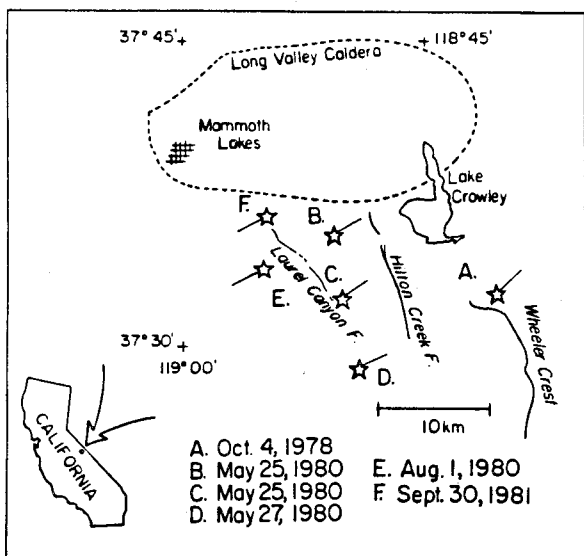 37°45'
118°45'
Long Valley Caldera
Mammoth
Lakes
Lake
Crowley
F.
B.
A.
Laurel Canyon F.
Hilton Creek F.
C.
E.
Wheeler Crest
D.
37°30'
119°00'
10km
CALIFORNIA
A. Oct. 4, 1978
B. May 25, 1980
C. May 25, 1980
D. May 27, 1980
E. Aug. 1, 1980
F. Sept. 30, 1981